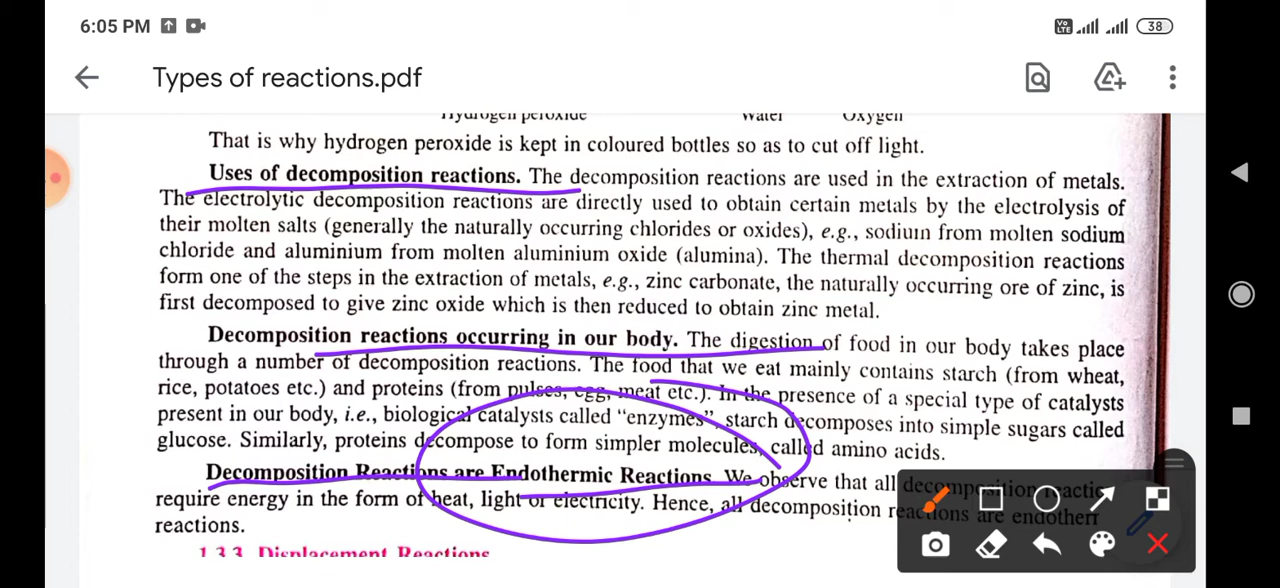 6:05 PM
Vo LTE
38
Types of reactions.pdf
Hydrogen peroxide Water Oxygen
That is why hydrogen peroxide is kept in coloured bottles so as to cut off light.
Uses of decomposition reactions. The decomposition reactions are used in the extraction of metals.
The electrolytic decomposition reactions are directly used to obtain certain metals by the electrolysis of
their molten salts (generally the naturally occurring chlorides or oxides), e.g., sodium from molten sodium
chloride and aluminium from molten aluminium oxide (alumina). The thermal decomposition reactions
form one of the steps in the extraction of metals, e.g., zinc carbonate, the naturally occurring ore of zinc, is
first decomposed to give zinc oxide which is then reduced to obtain zinc metal.
Decomposition reactions occurring in our body. The digestion of food in our body takes place
through a number of decomposition reactions. The food that we eat mainly contains starch (from wheat,
rice, potatoes etc.) and proteins (from pulses, egg, meat etc.). In the presence of a special type of catalysts
present in our body, i.e., biological catalysts called “enzymes”, starch decomposes into simple sugars called
glucose. Similarly, proteins decompose to form simpler molecules, called amino acids.
Decomposition Reactions are Endothermic Reactions. We observe that all decomposition reactio
require energy in the form of heat, light or electricity. Hence, all decomposition reactions are endotherm
reactions.
1.3.3. Displacement Reactions